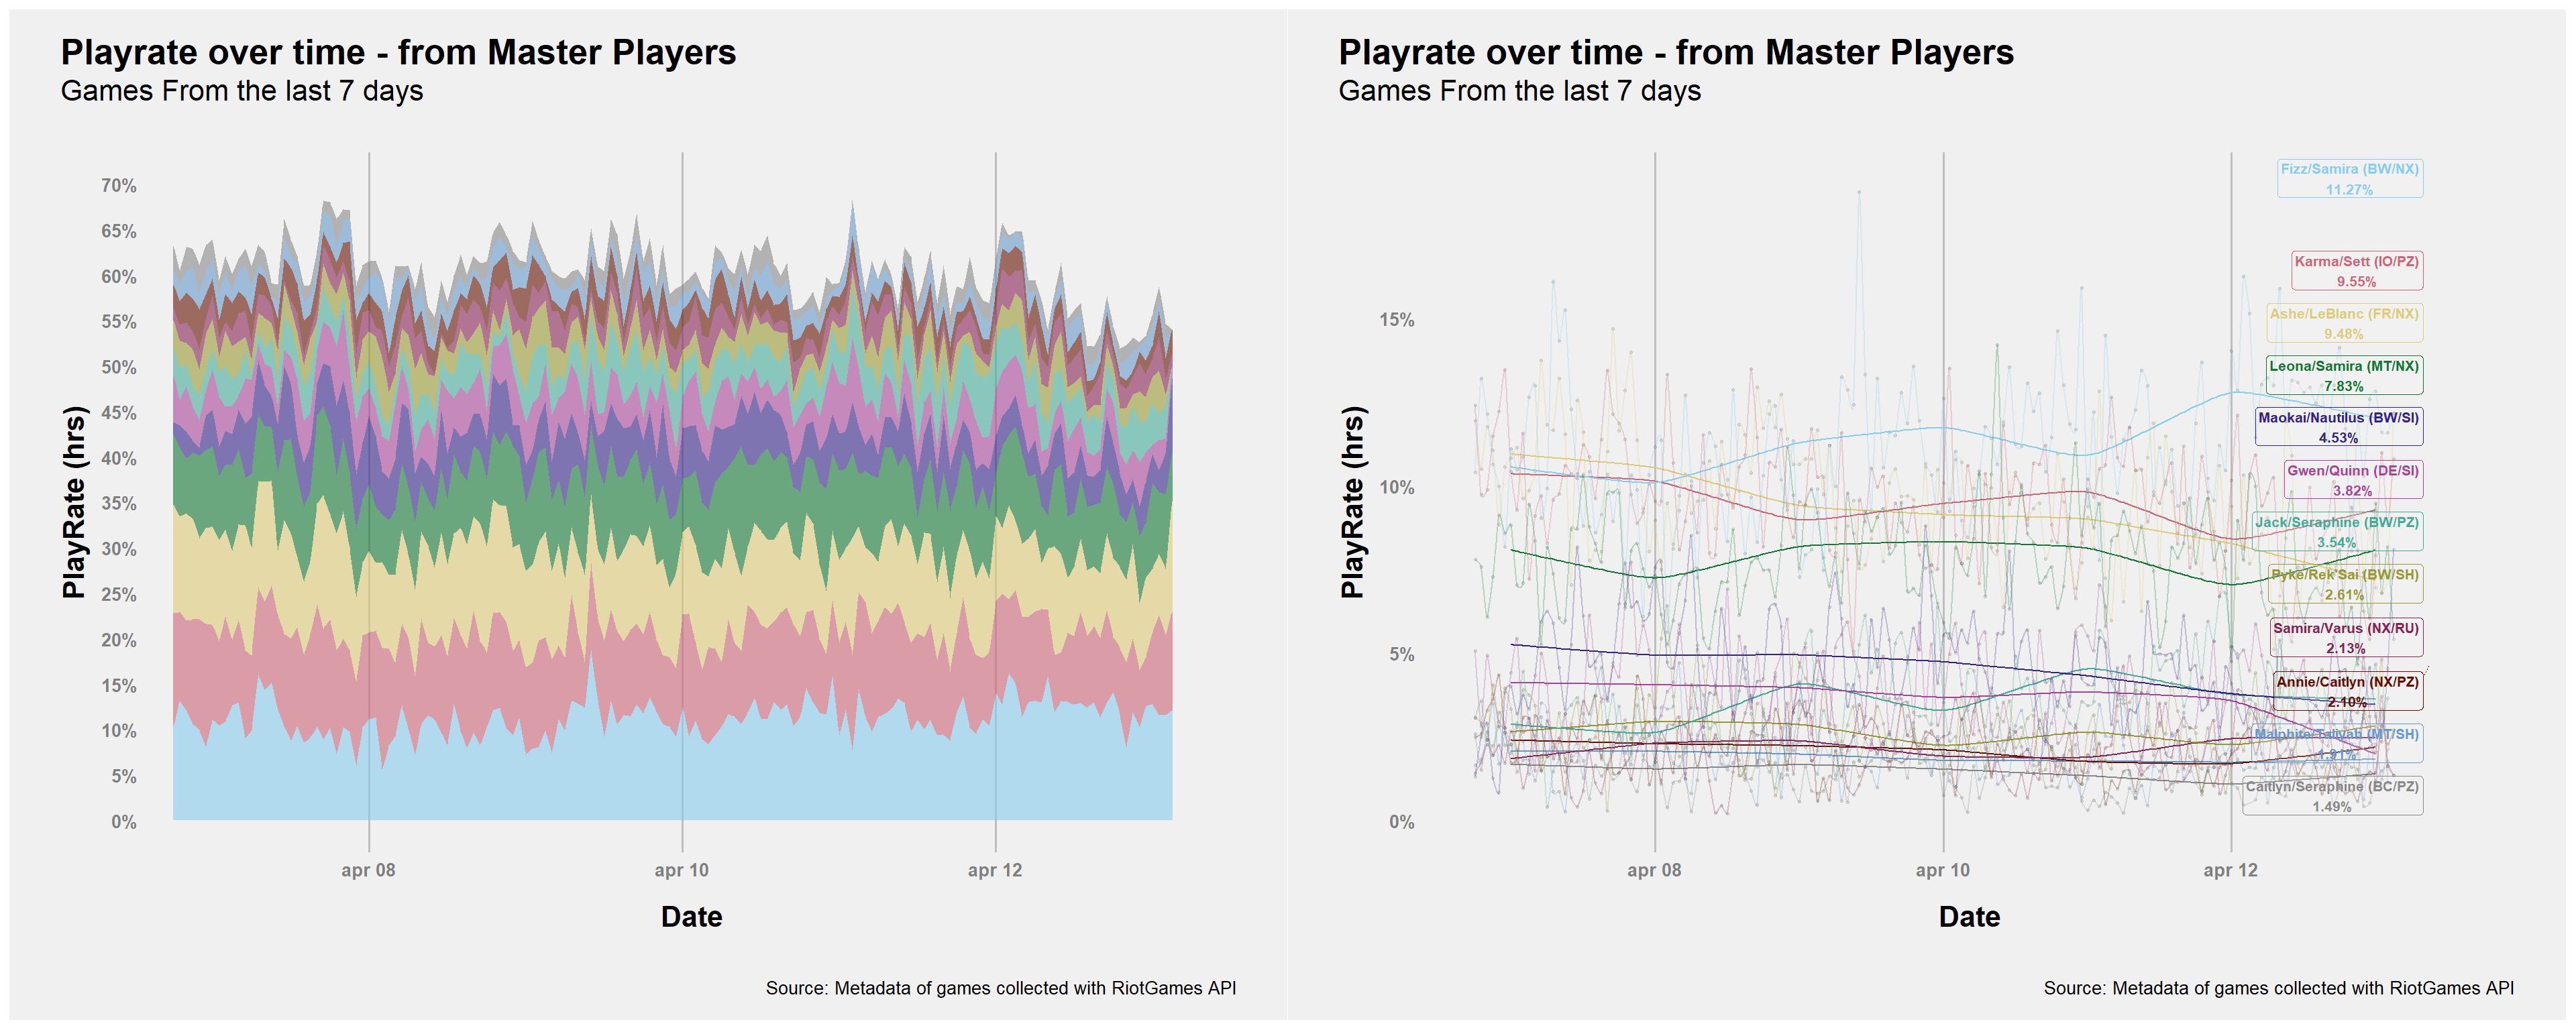 Playrate over time - from Master Players
Games From the last 7 days
70%
65%
60%
55%
50%
45%
40%
35%
30%
25%
20%
15%
10%
5%
0%
PlayRate (hrs)
apr 08
apr 10
apr 12
Date
Source: Metadata of games collected with RiotGames API
Playrate over time - from Master Players
Games From the last 7 days
15%
10%
5%
0%
PlayRate (hrs)
Fizz/Samira (BW/NX)
11.27%
Karma/Sett (IO/PZ)
9.55%
Ashe/LeBlanc (FR/NX)
9.48%
Leona/Samira (MT/NX)
7.83%
Maokai/Nautilus (BW/SI)
4.53%
Gwen/Quinn (DE/SI)
3.82%
Jack/Seraphine (BW/PZ)
3.54%
Pyke/Rek'Sai (BW/SH)
2.61%
Samira/Varus (NX/RU)
2.13%
Annie/Caitlyn (NX/PZ)
2.10%
Malphite/Taliyah (MT/SH)
1.91%
Caitlyn/Seraphine (BC/PZ)
1.49%
apr 08
apr 10
apr 12
Date
Source: Metadata of games collected with RiotGames API